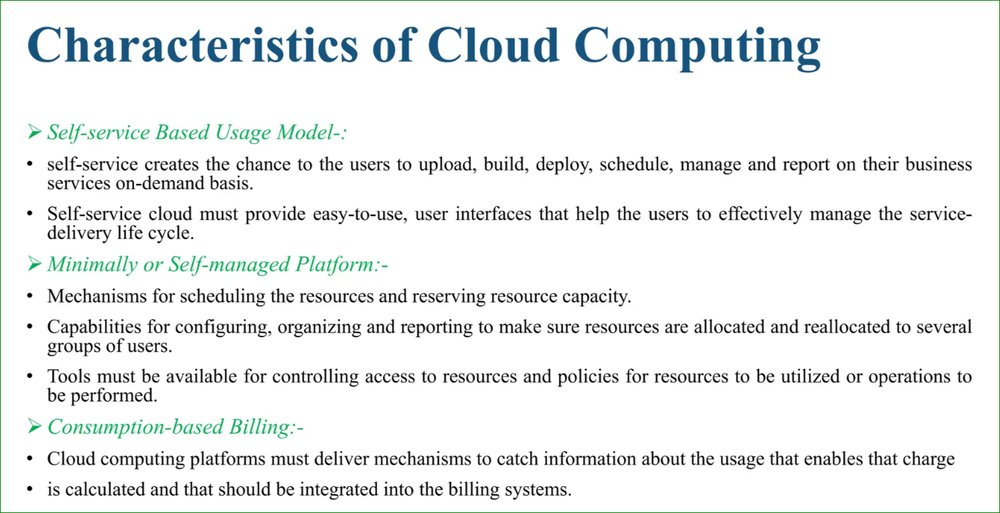 Characteristics of Cloud Computing
➢ Self-service Based Usage Model-:
• self-service creates the chance to the users to upload, build, deploy, schedule, manage and report on their business
services on-demand basis.
• Self-service cloud must provide easy-to-use, user interfaces that help the users to effectively manage the service-
delivery life cycle.
➢ Minimally or Self-managed Platform:-
• Mechanisms for scheduling the resources and reserving resource capacity.
• Capabilities for configuring, organizing and reporting to make sure resources are allocated and reallocated to several
groups of users.
• Tools must be available for controlling access to resources and policies for resources to be utilized or operations to
be performed.
➢ Consumption-based Billing:-
• Cloud computing platforms must deliver mechanisms to catch information about the usage that enables that charge
• is calculated and that should be integrated into the billing systems.